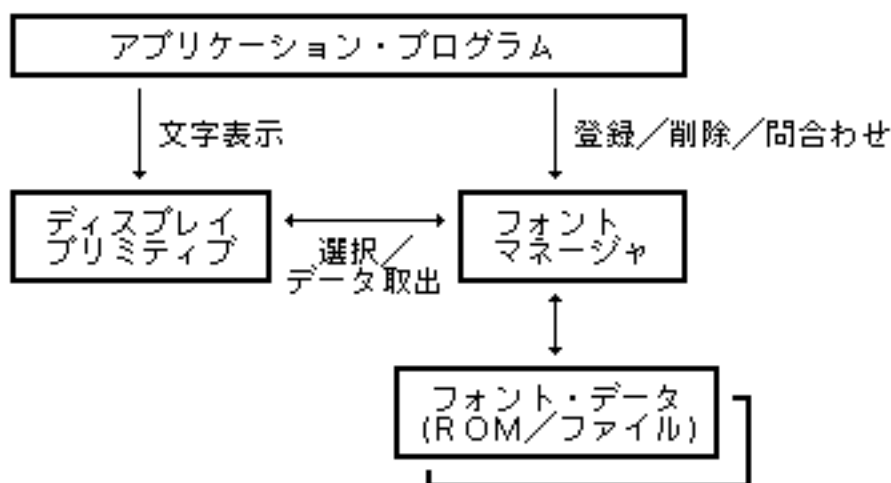 アプリケーション・プログラム
文字表示
登録／削除／問合わせ
ディスプレイ
プリミティブ
選択／
データ取出
フォント
マネージャ
フォント・データ
(ROM／ファイル)